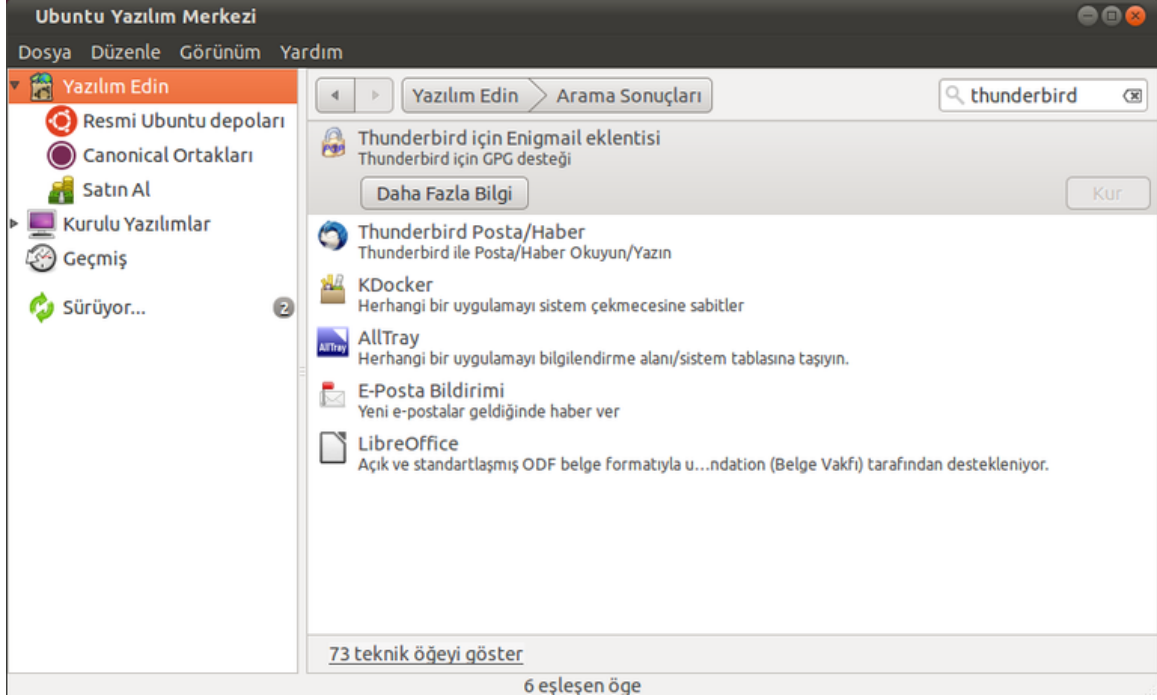 Ubuntu Yazılım Merkezi
Dosya Düzenle Görünüm Yardım
Yazılım Edin
Resmi Ubuntu depoları
Canonical Ortakları
Satın Al
Kurulu Yazılımlar
Geçmiş
Sürüyor... 2
Yazılım Edin Arama Sonuçları thunderbird
Thunderbird için Enigmail eklentisi
Thunderbird için GPG desteği
Daha Fazla Bilgi Kur
Thunderbird Posta/Haber
Thunderbird ile Posta/Haber Okuyun/Yazın
KDocker
Herhangi bir uygulamayı sistem çekmecesine sabitler
AllTray
AllTray
Herhangi bir uygulamayı bilgilendirme alanı/sistem tablasına taşıyın.
E-Posta Bildirimi
Yeni e-postalar geldiğinde haber ver
LibreOffice
Açık ve standartlaşmış ODF belge formatıyla u...ndation (Belge Vakfı) tarafından destekleniyor.
73 teknik öğeyi göster
6 eşleşen öge